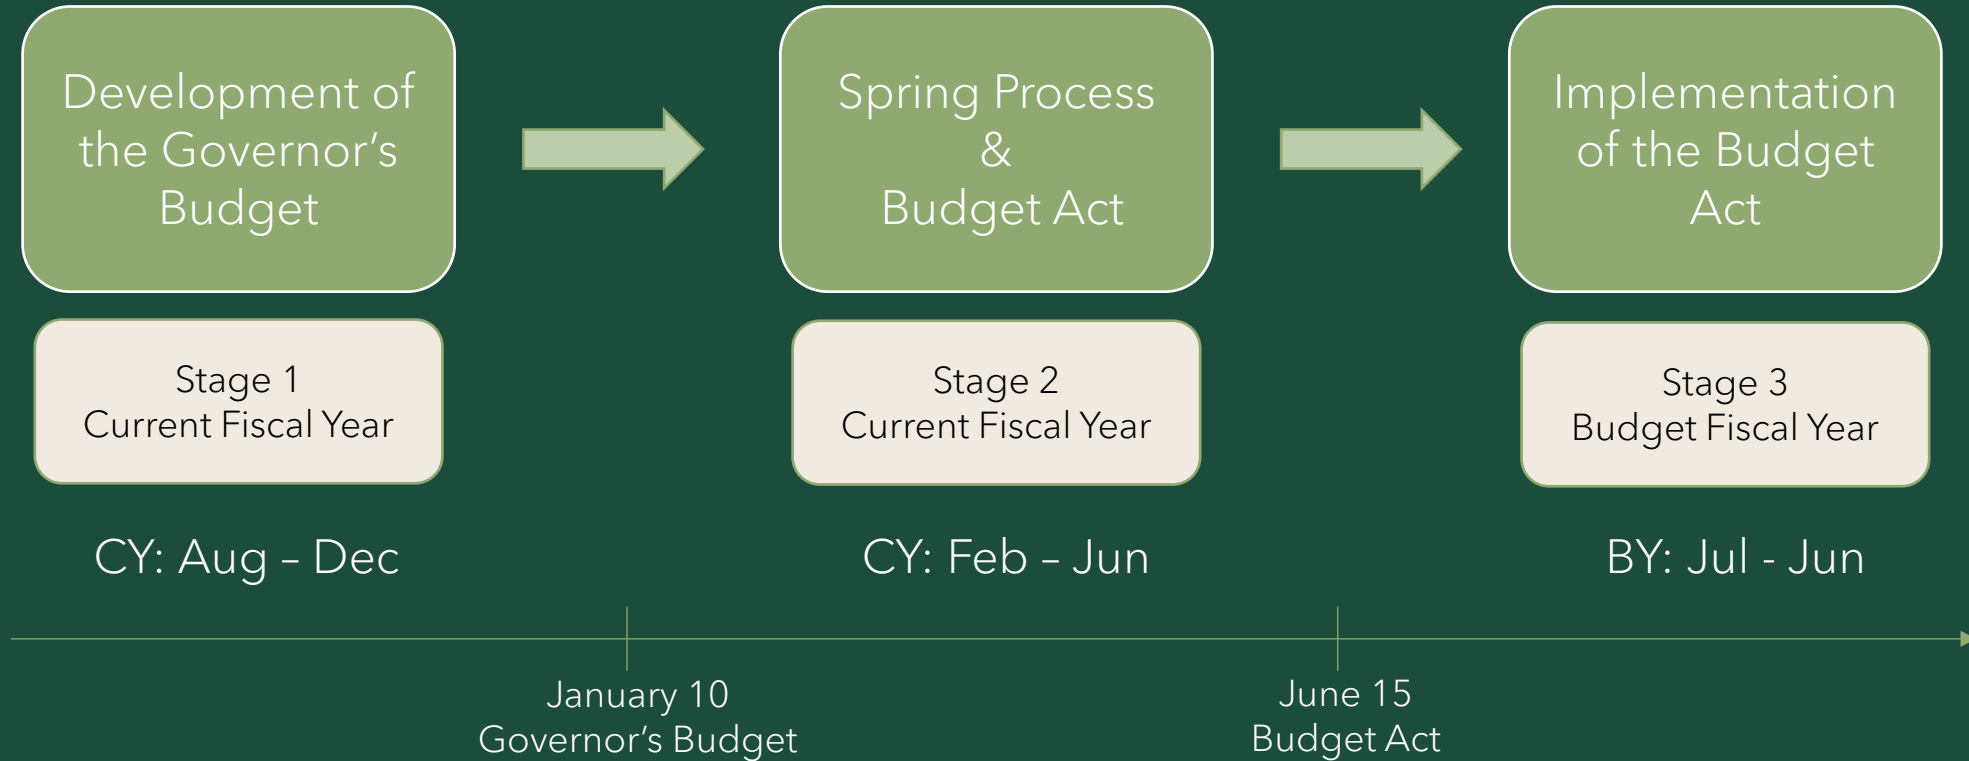 Development of
the Governor’s
Budget
Spring Process
&
Budget Act
Implementation
of the Budget
Act
Stage 1
Current Fiscal Year
Stage 2
Current Fiscal Year
Stage 3
Budget Fiscal Year
CY: Aug – Dec
CY: Feb – Jun
BY: Jul - Jun
January 10
Governor’s Budget
June 15
Budget Act